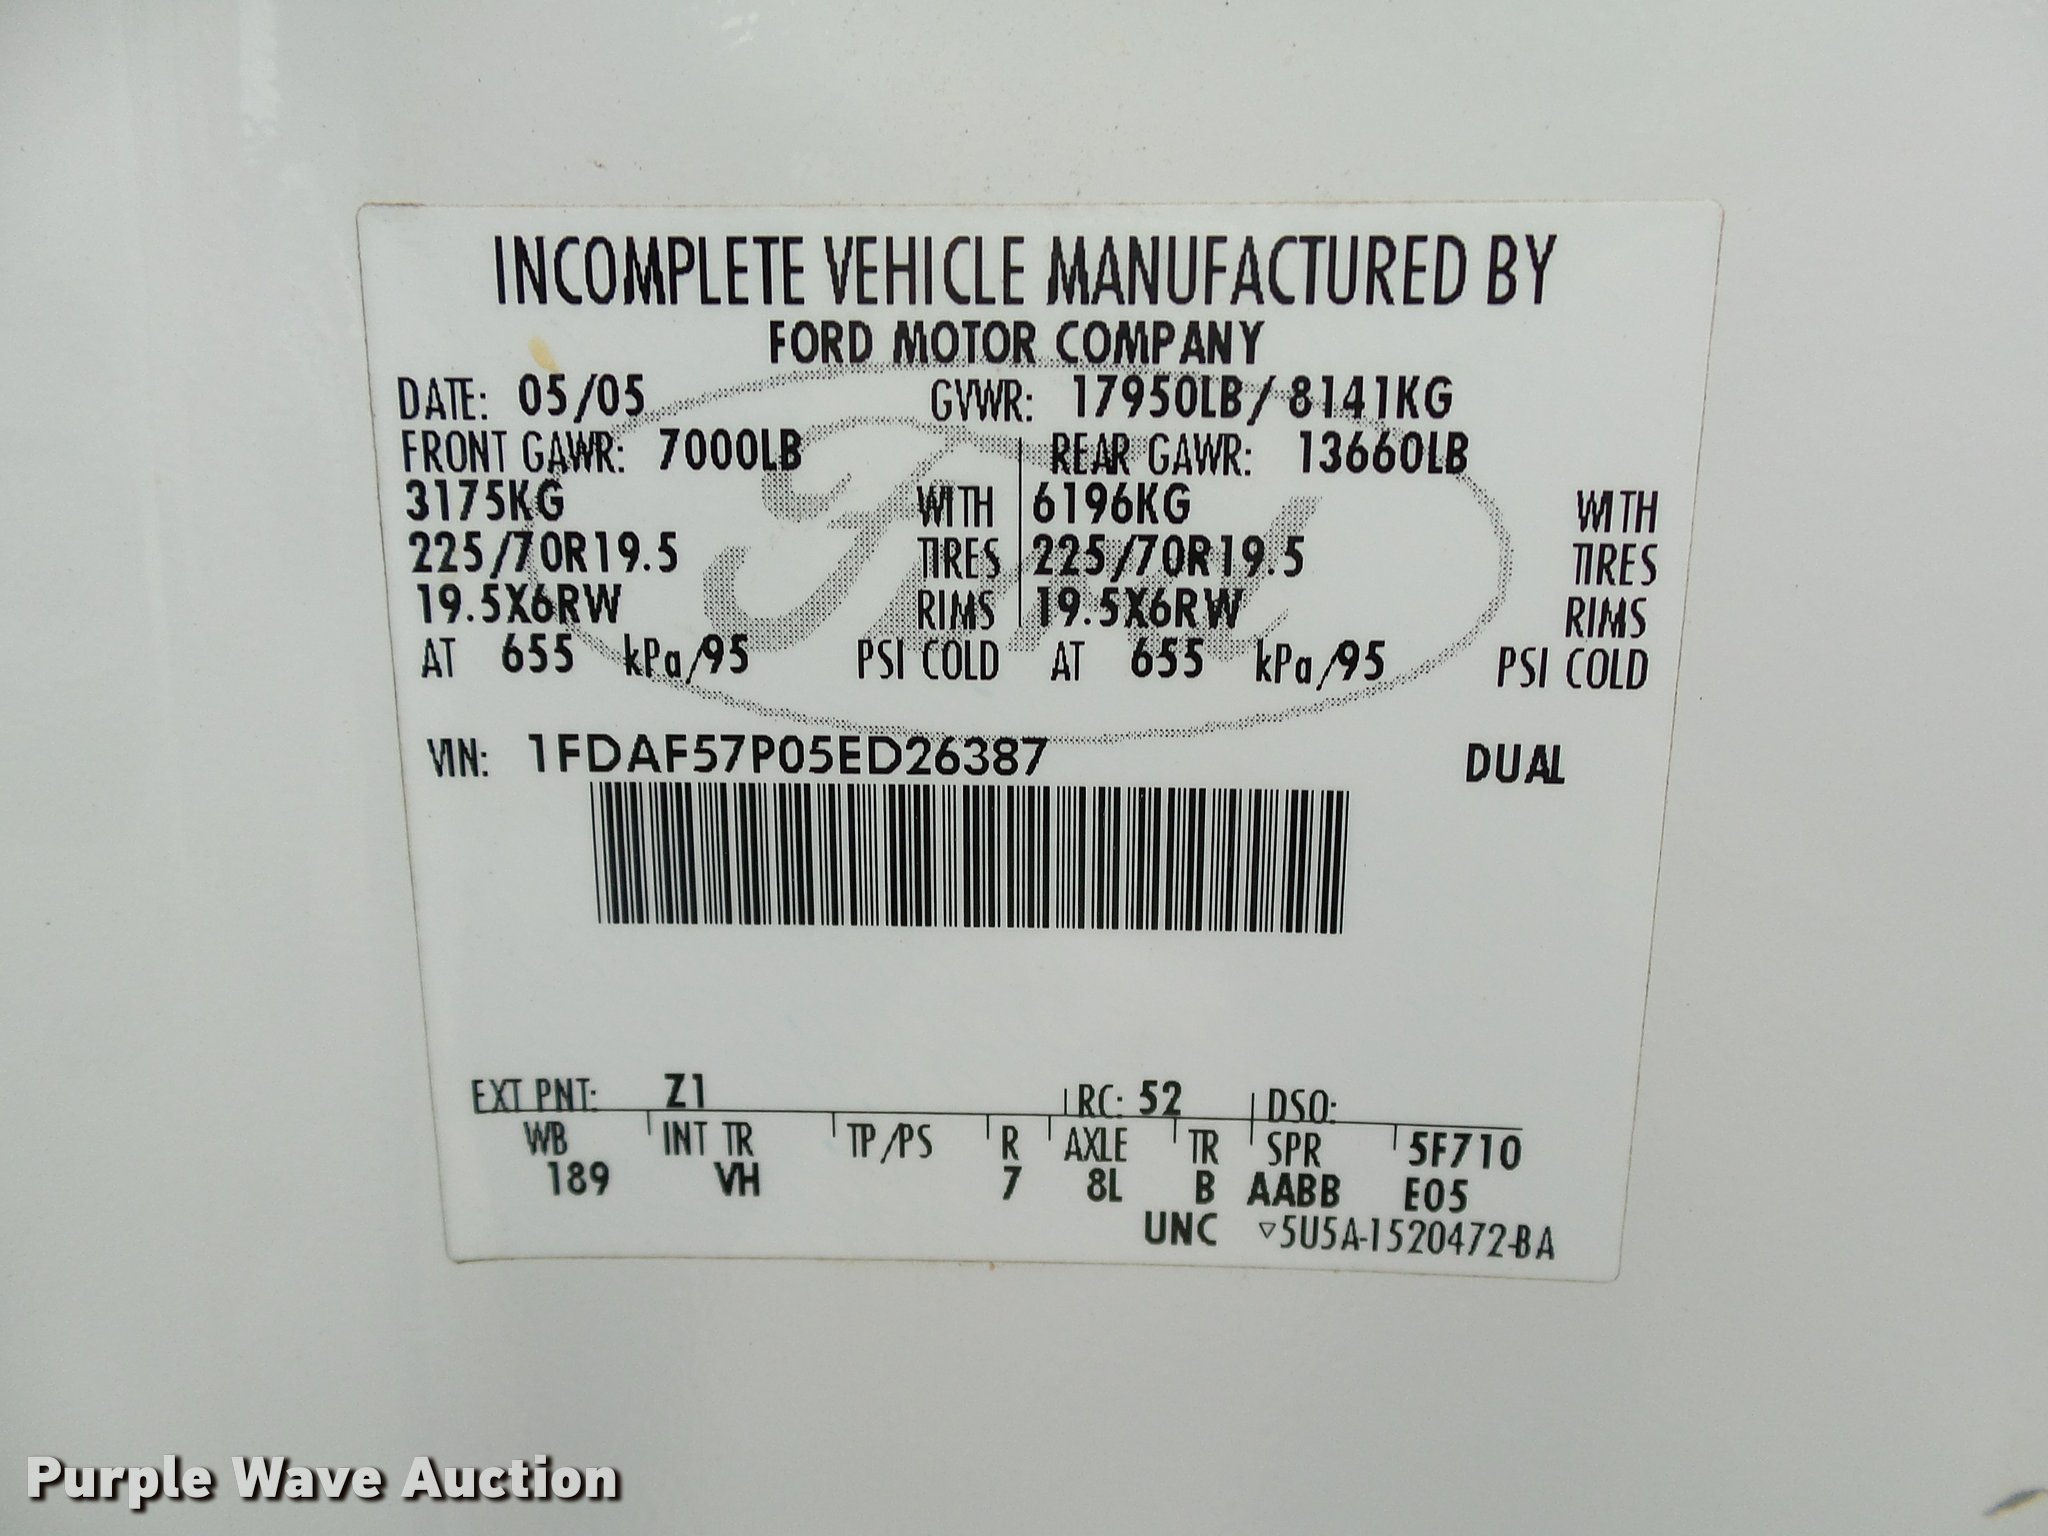 INCOMPLETE VEHICLE MANUFACTURED BY
FORD MOTOR COMPANY
DATE: 05/05 GVWR: 17950LB/ 8141KG
FRONT GAWR: 7000LB REAR GAWR: 13660LB
3175KG WITH 6196KG WITH
225/70R19.5 TIRES 225/70R19.5 TIRES
19.5X6RW RIMS 19.5X6RW RIMS
AT 655 kPa/95 PSI COLD AT 655 kPa/95 PSI COLD
VIN: 1FDAF57P05ED26387 DUAL
EXT PNT: Z1 RC: 52 DSO:
WB INT TR TP/PS R AXLE TR SPR 5F710
189 VH 7 8L B AABB E05
UNC ▽5U5A-1520472-BA
Purple Wave Auction